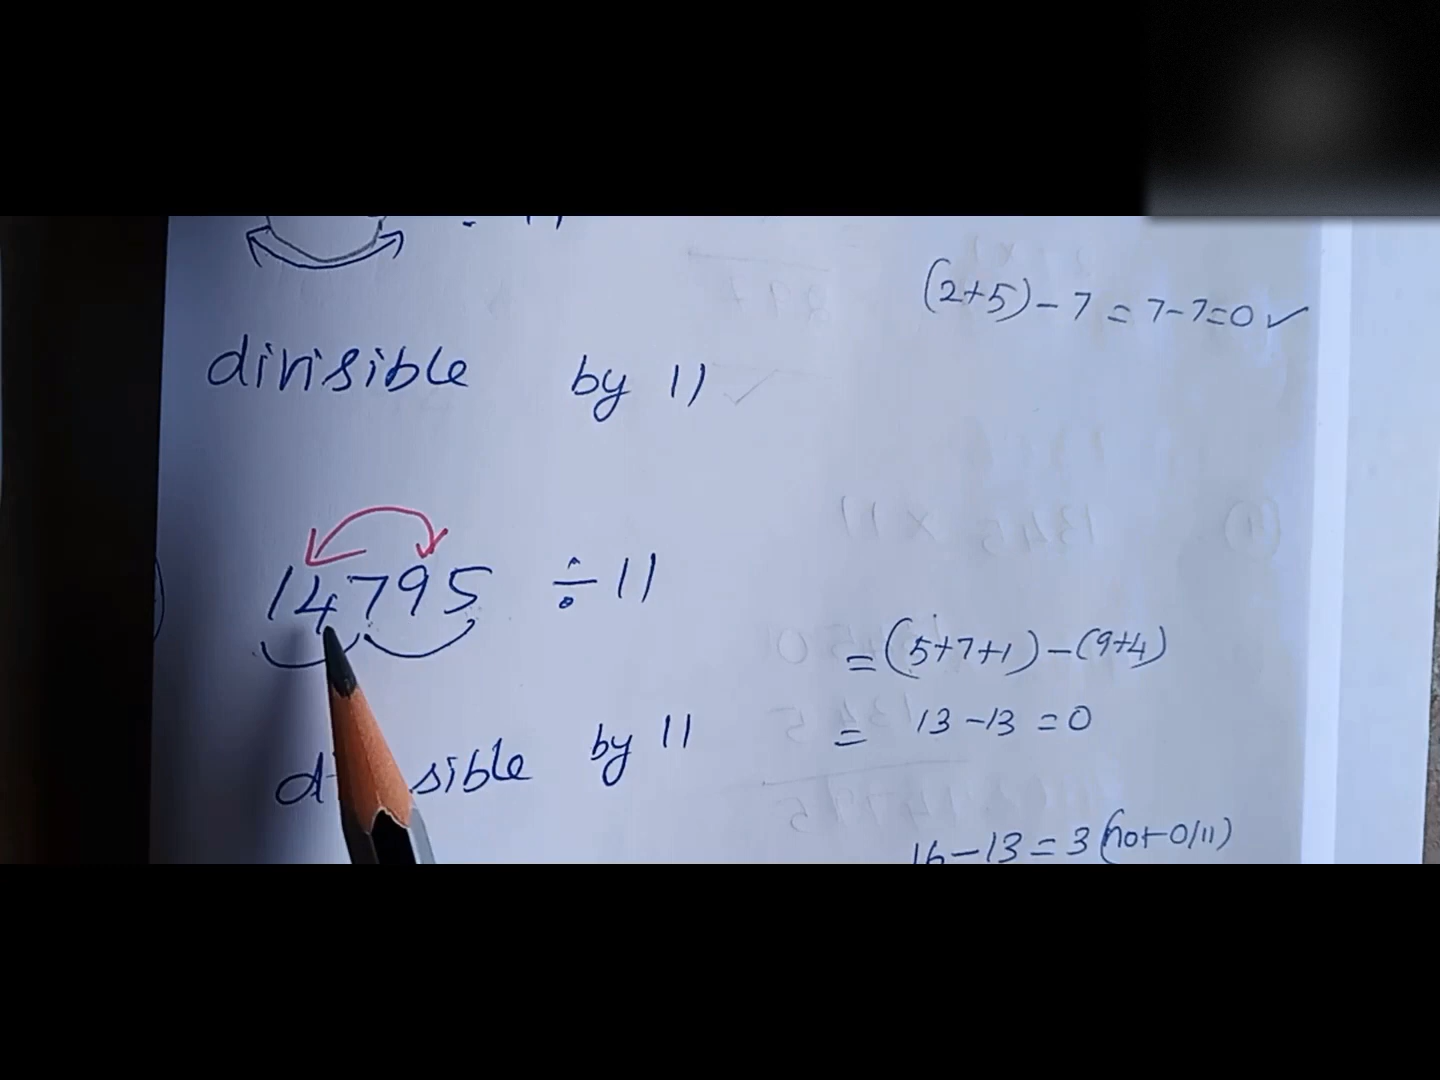 (2+5)-7=7-7=0✓
divisible by 11 ✓
14795 ÷ 11
=(5+7+1)-(9+4)
= 13-13=0
by 11
16-13=3(not 0/11)